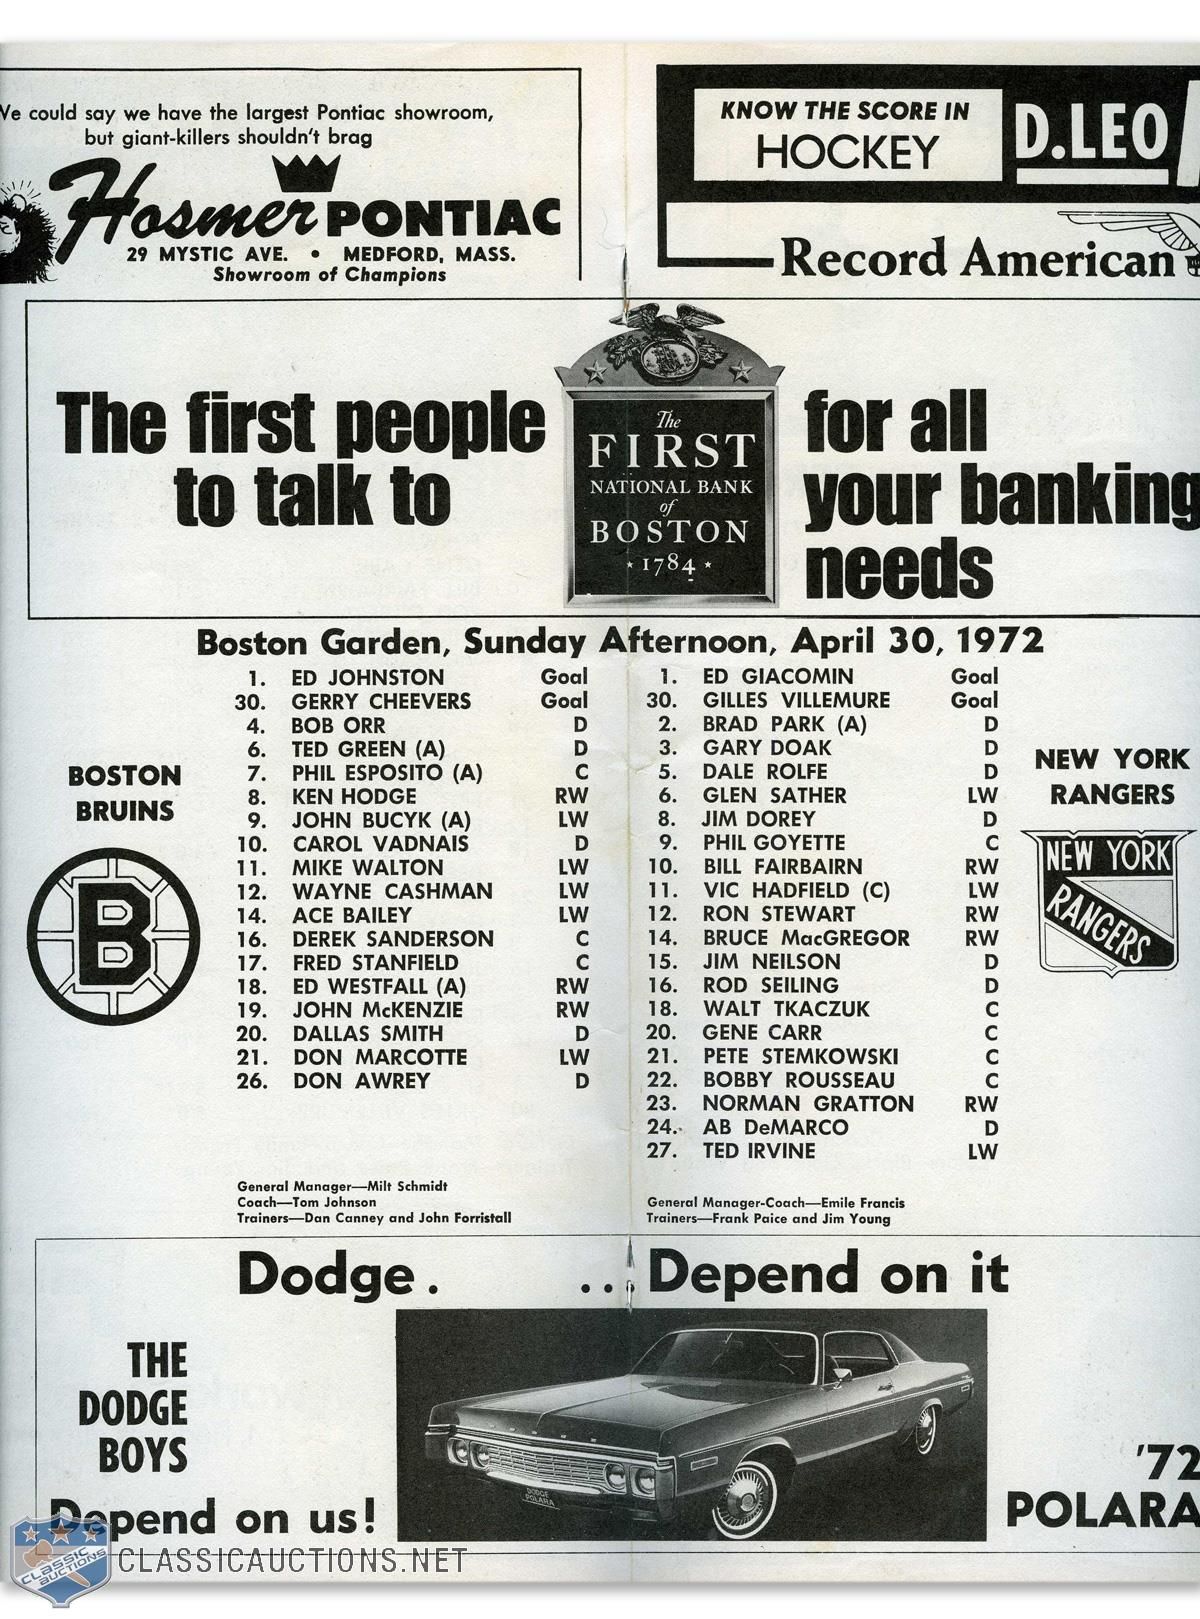 We could say we have the largest Pontiac showroom,
but giant-killers shouldn't brag
Hosmer PONTIAC
29 MYSTIC AVE. • MEDFORD, MASS.
Showroom of Champions
KNOW THE SCORE IN
HOCKEY
D.LEO
Record American
The first people
to talk to
The
FIRST
NATIONAL BANK
of
BOSTON
* 1784 *
for all
your banking
needs
Boston Garden, Sunday Afternoon, April 30, 1972
BOSTON
BRUINS
B
1. ED JOHNSTON Goal
30. GERRY CHEEVERS Goal
4. BOB ORR D
6. TED GREEN (A) D
7. PHIL ESPOSITO (A) C
8. KEN HODGE RW
9. JOHN BUCYK (A) LW
10. CAROL VADNAIS D
11. MIKE WALTON LW
12. WAYNE CASHMAN LW
14. ACE BAILEY LW
16. DEREK SANDERSON C
17. FRED STANFIELD C
18. ED WESTFALL (A) RW
19. JOHN McKENZIE RW
20. DALLAS SMITH D
21. DON MARCOTTE LW
26. DON AWREY D
General Manager—Milt Schmidt
Coach—Tom Johnson
Trainers—Dan Canney and John Forristall
1. ED GIACOMIN Goal
30. GILLES VILLEMURE Goal
2. BRAD PARK (A) D
3. GARY DOAK D
5. DALE ROLFE D
6. GLEN SATHER LW
8. JIM DOREY D
9. PHIL GOYETTE C
10. BILL FAIRBAIRN RW
11. VIC HADFIELD (C) LW
12. RON STEWART RW
14. BRUCE MacGREGOR RW
15. JIM NEILSON D
16. ROD SEILING D
18. WALT TKACZUK C
20. GENE CARR C
21. PETE STEMKOWSKI C
22. BOBBY ROUSSEAU C
23. NORMAN GRATTON RW
24. AB DeMARCO D
27. TED IRVINE LW
General Manager-Coach—Emile Francis
Trainers—Frank Paice and Jim Young
NEW YORK
RANGERS
NEW YORK
RANGERS
Dodge. ... Depend on it
THE
DODGE
BOYS
Depend on us!
DODGE
POLARA
'72
POLARA
CLASSIC
AUCTIONS
CLASSICAUCTIONS.NET